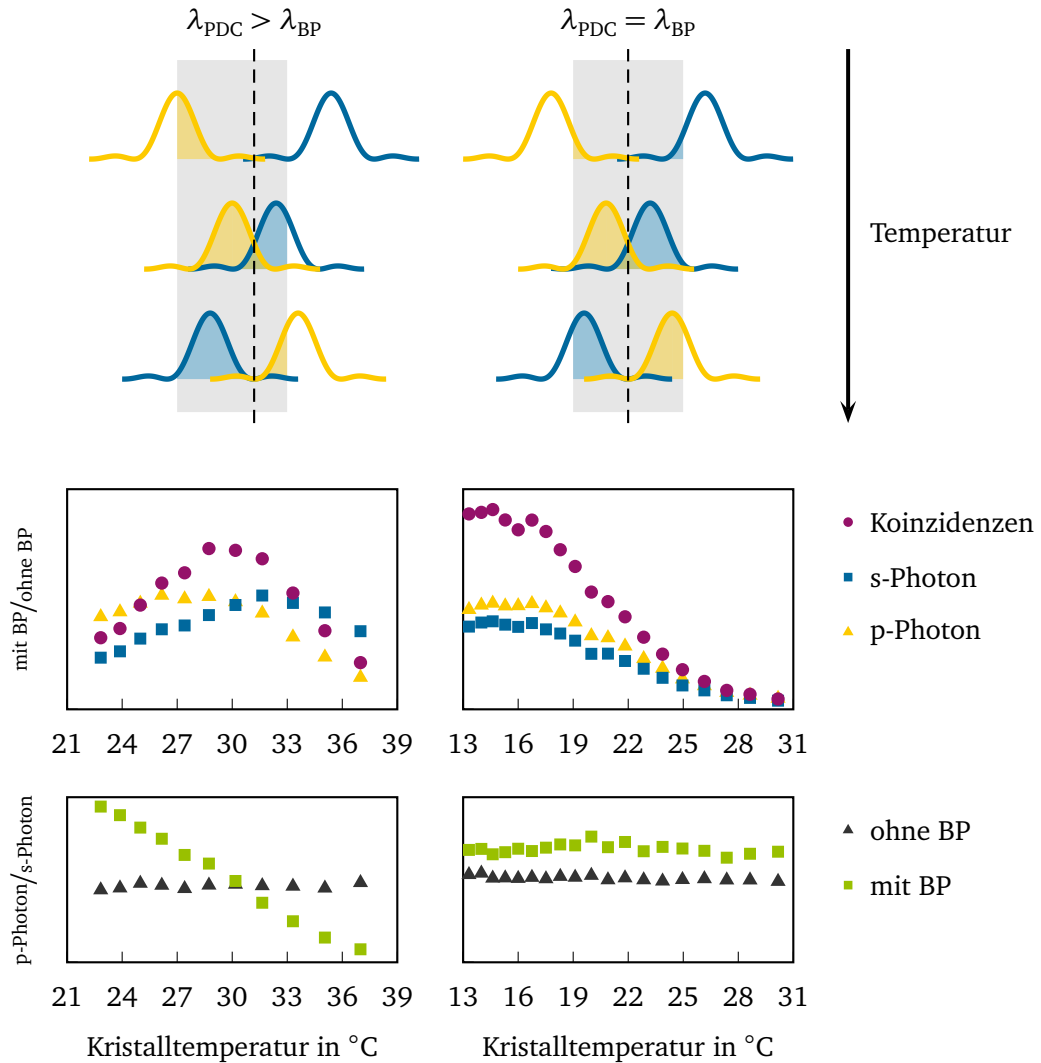 λPDC > λBP
λPDC = λBP
Temperatur
mit BP/ohne BP
21 24 27 30 33 36 39
13 16 19 22 25 28 31
Koinzidenzen
s-Photon
p-Photon
p-Photon/s-Photon
21 24 27 30 33 36 39
13 16 19 22 25 28 31
ohne BP
mit BP
Kristalltemperatur in °C
Kristalltemperatur in °C